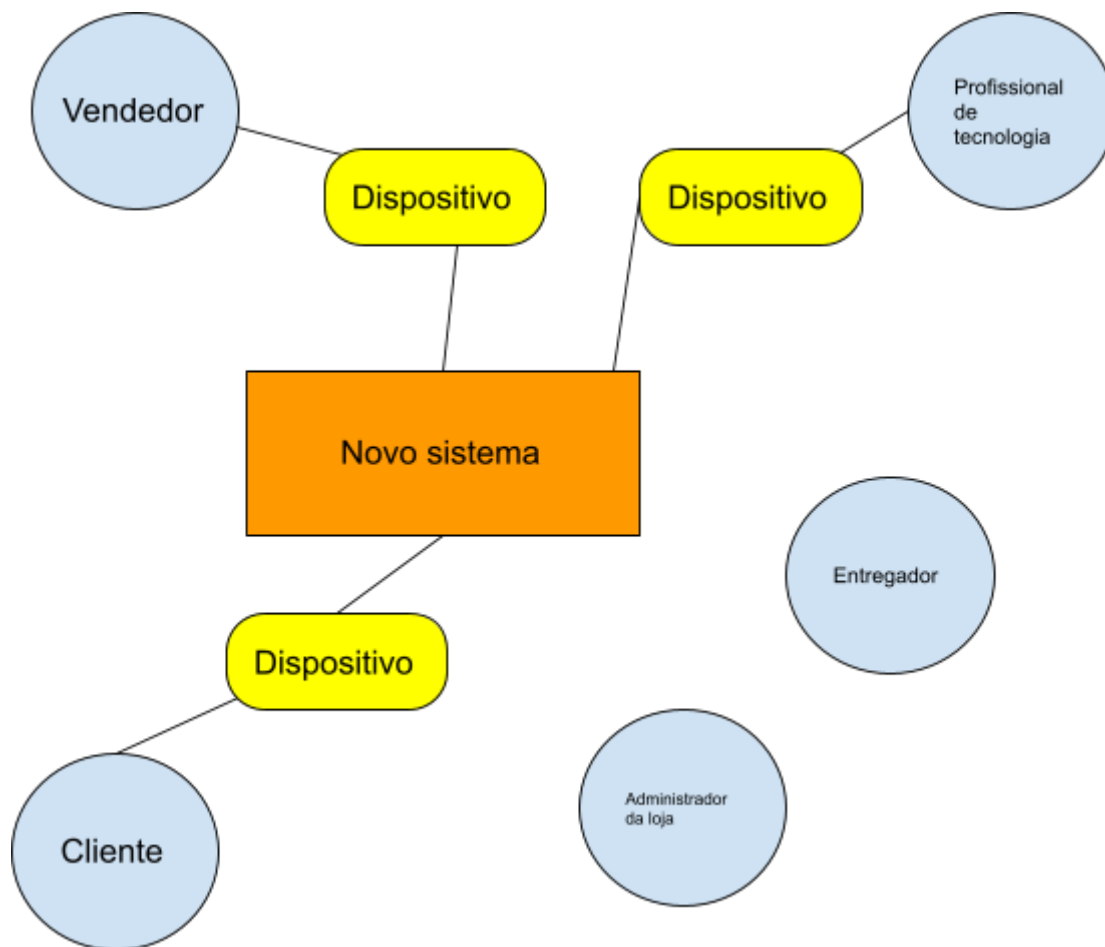 Vendedor
Profissional
de
tecnologia
Dispositivo
Dispositivo
Novo sistema
Entregador
Dispositivo
Administrador
da loja
Cliente